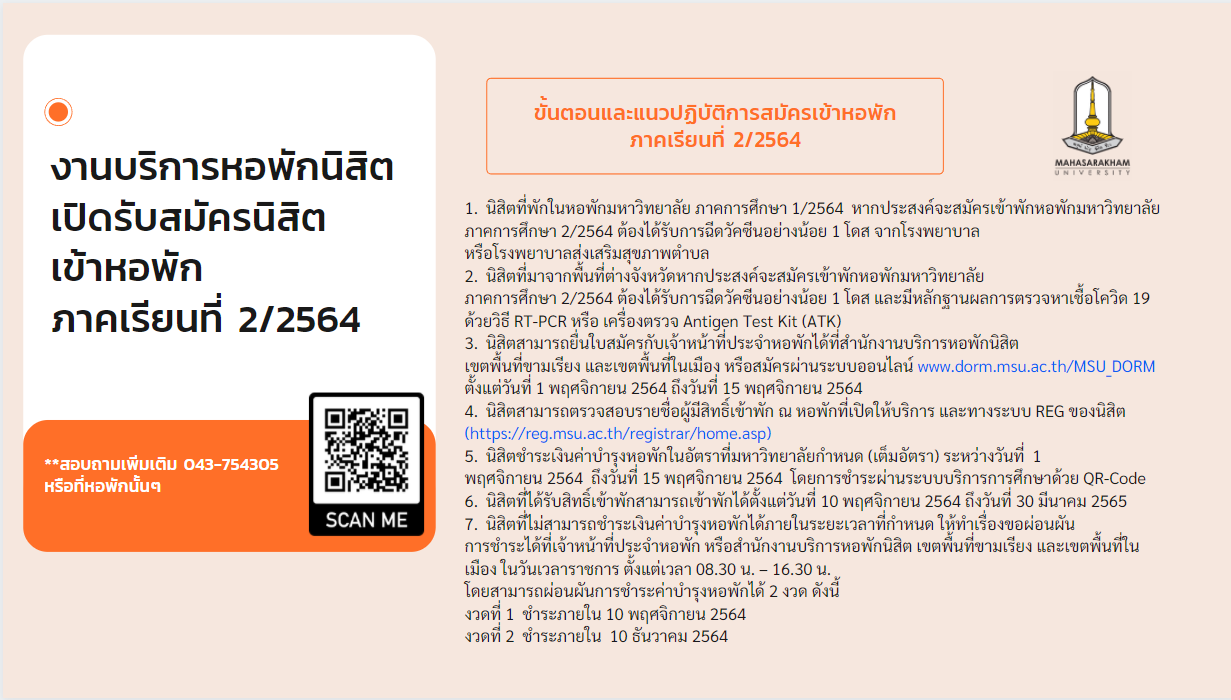 งานบริการหอพักนิสิต
เปิดรับสมัครนิสิต
เข้าหอพัก
ภาคเรียนที่ 2/2564
**สอบถามเพิ่มเติม 043-754305
หรือที่หอพักนั้นๆ
SCAN ME
ขั้นตอนและแนวปฏิบัติการสมัครเข้าหอพัก
ภาคเรียนที่ 2/2564
MAHASARAKHAM
UNIVERSITY
1. นิสิตที่พักในหอพักมหาวิทยาลัย ภาคการศึกษา 1/2564 หากประสงค์จะสมัครเข้าพักหอพักมหาวิทยาลัย
ภาคการศึกษา 2/2564 ต้องได้รับการฉีดวัคซีนอย่างน้อย 1 โดส จากโรงพยาบาล
หรือโรงพยาบาลส่งเสริมสุขภาพตำบล
2. นิสิตที่มาจากพื้นที่ต่างจังหวัดหากประสงค์จะสมัครเข้าพักหอพักมหาวิทยาลัย
ภาคการศึกษา 2/2564 ต้องได้รับการฉีดวัคซีนอย่างน้อย 1 โดส และมีหลักฐานผลการตรวจหาเชื้อโควิด 19
ด้วยวิธี RT-PCR หรือ เครื่องตรวจ Antigen Test Kit (ATK)
3. นิสิตสามารถยื่นใบสมัครกับเจ้าหน้าที่ประจำหอพักได้ที่สำนักงานบริการหอพักนิสิต
เขตพื้นที่ขามเรียง และเขตพื้นที่ในเมือง หรือสมัครผ่านระบบออนไลน์ www.dorm.msu.ac.th/MSU_DORM
ตั้งแต่วันที่ 1 พฤศจิกายน 2564 ถึงวันที่ 15 พฤศจิกายน 2564
4. นิสิตสามารถตรวจสอบรายชื่อผู้มีสิทธิ์เข้าพัก ณ หอพักที่เปิดให้บริการ และทางระบบ REG ของนิสิต
(https://reg.msu.ac.th/registrar/home.asp)
5. นิสิตชำระเงินค่าบำรุงหอพักในอัตราที่มหาวิทยาลัยกำหนด (เต็มอัตรา) ระหว่างวันที่ 1
พฤศจิกายน 2564 ถึงวันที่ 15 พฤศจิกายน 2564 โดยการชำระผ่านระบบบริการการศึกษาด้วย QR-Code
6. นิสิตที่ได้รับสิทธิ์เข้าพักสามารถเข้าพักได้ตั้งแต่วันที่ 10 พฤศจิกายน 2564 ถึงวันที่ 30 มีนาคม 2565
7. นิสิตที่ไม่สามารถชำระเงินค่าบำรุงหอพักได้ภายในระยะเวลาที่กำหนด ให้ทำเรื่องขอผ่อนผัน
การชำระได้ที่เจ้าหน้าที่ประจำหอพัก หรือสำนักงานบริการหอพักนิสิต เขตพื้นที่ขามเรียง และเขตพื้นที่ใน
เมือง ในวันเวลาราชการ ตั้งแต่เวลา 08.30 น. – 16.30 น.
โดยสามารถผ่อนผันการชำระค่าบำรุงหอพักได้ 2 งวด ดังนี้
งวดที่ 1 ชำระภายใน 10 พฤศจิกายน 2564
งวดที่ 2 ชำระภายใน 10 ธันวาคม 2564